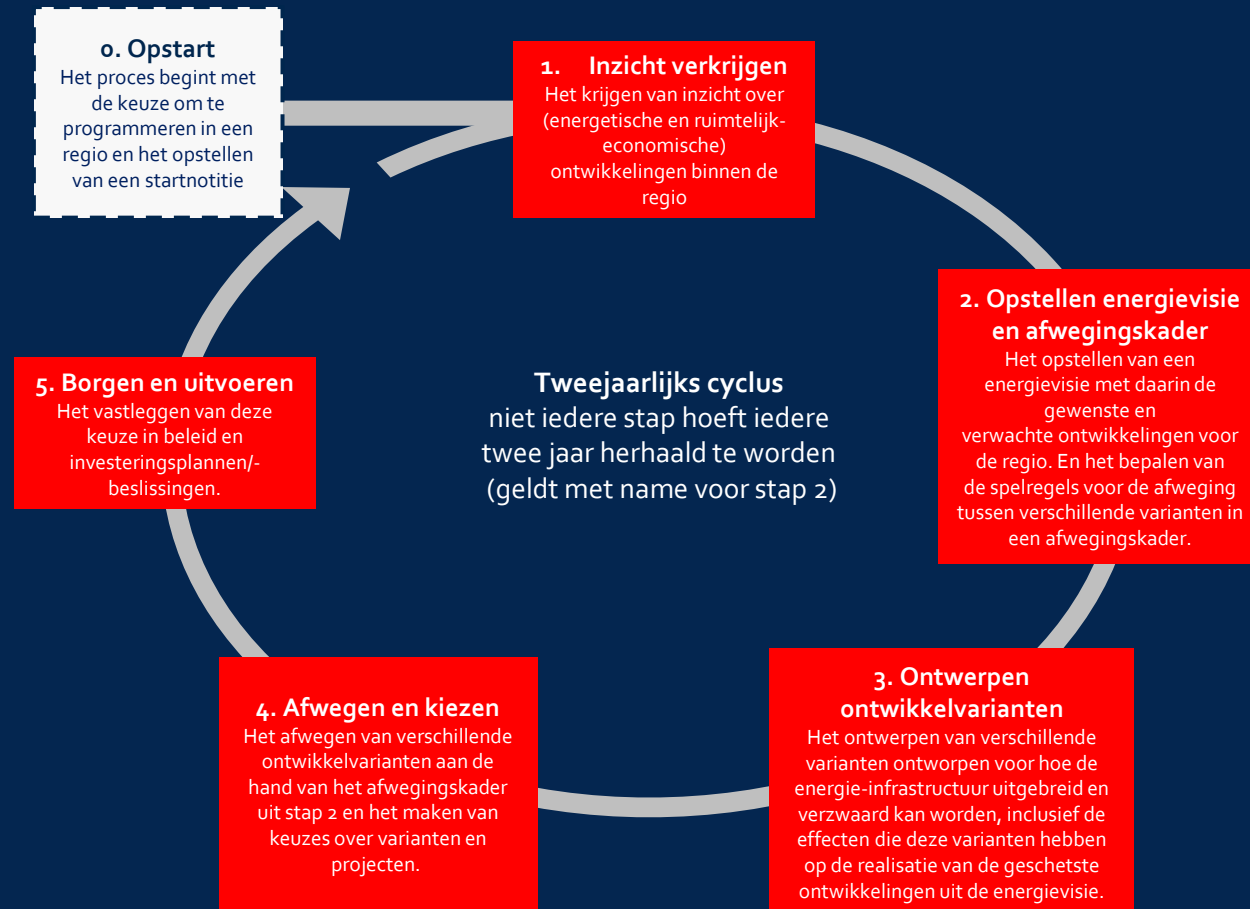 0. Opstart
Het proces begint met
de keuze om te
programmeren in een
regio en het opstellen
van een startnotitie
1. Inzicht verkrijgen
Het krijgen van inzicht over
(energetische en ruimtelijk-
economische)
ontwikkelingen binnen de
regio
2. Opstellen energievisie
en afwegingskader
Het opstellen van een
energievisie met daarin de
gewenste en
verwachte ontwikkelingen voor
de regio. En het bepalen van
de spelregels voor de afweging
tussen verschillende varianten in
een afwegingskader.
Tweejaarlijks cyclus
niet iedere stap hoeft iedere
twee jaar herhaald te worden
(geldt met name voor stap 2)
5. Borgen en uitvoeren
Het vastleggen van deze
keuze in beleid en
investeringsplannen/-
beslissingen.
3. Ontwerpen
ontwikkelvarianten
Het ontwerpen van verschillende
varianten ontworpen voor hoe de
energie-infrastructuur uitgebreid en
verzwaard kan worden, inclusief de
effecten die deze varianten hebben
op de realisatie van de geschetste
ontwikkelingen uit de energievisie.
4. Afwegen en kiezen
Het afwegen van verschillende
ontwikkelvarianten aan de
hand van het afwegingskader
uit stap 2 en het maken van
keuzes over varianten en
projecten.